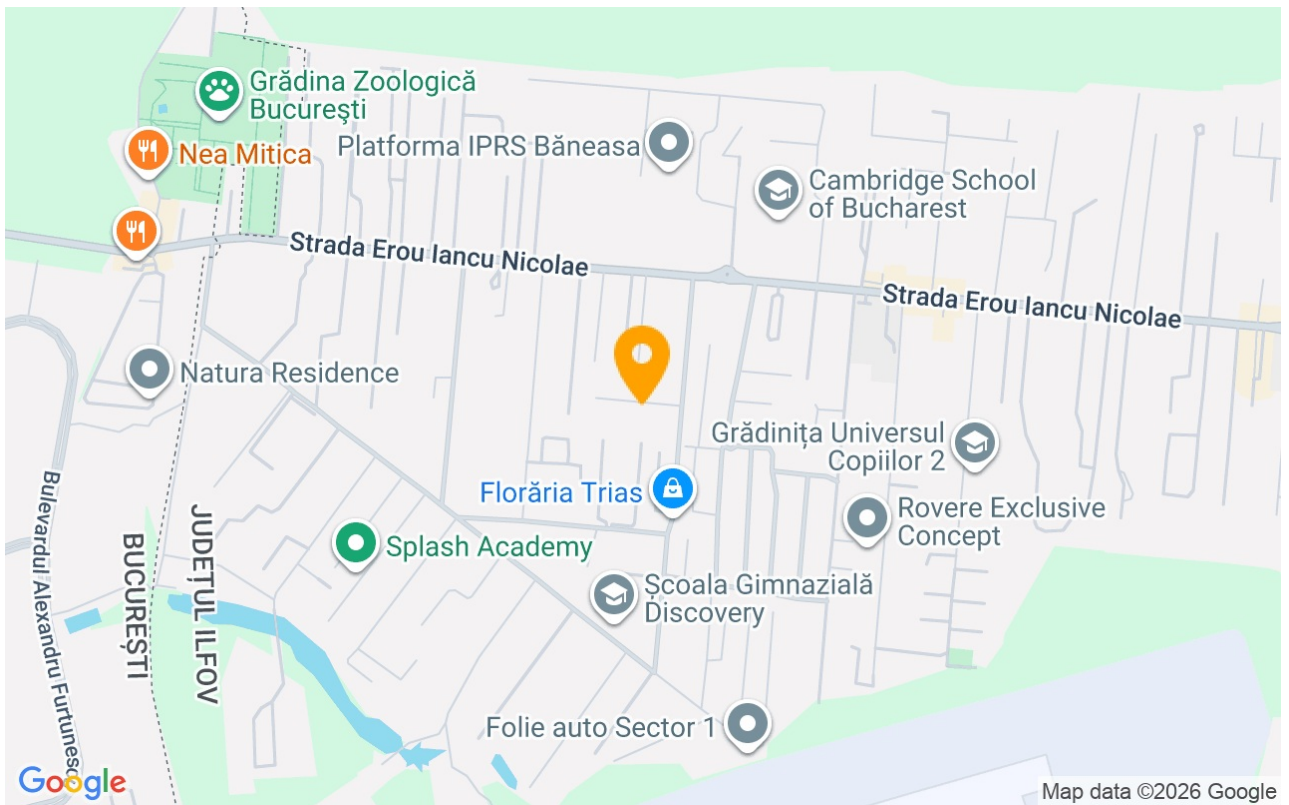 Grădina Zoologică
București
Nea Mitica
Platforma IPRS Băneasa
Cambridge School
of Bucharest
Strada Erou Iancu Nicolae
Strada Erou Iancu Nicolae
Natura Residence
Grădinița Universul
Copiilor 2
Florăria Trias
Rovere Exclusive
Concept
Splash Academy
Școala Gimnazială
Discovery
JUDEȚUL ILFOV
BUCUREȘTI
Bulevardul Alexandru Furtunesc
Folie auto Sector 1
Google
Map data ©2026 Google